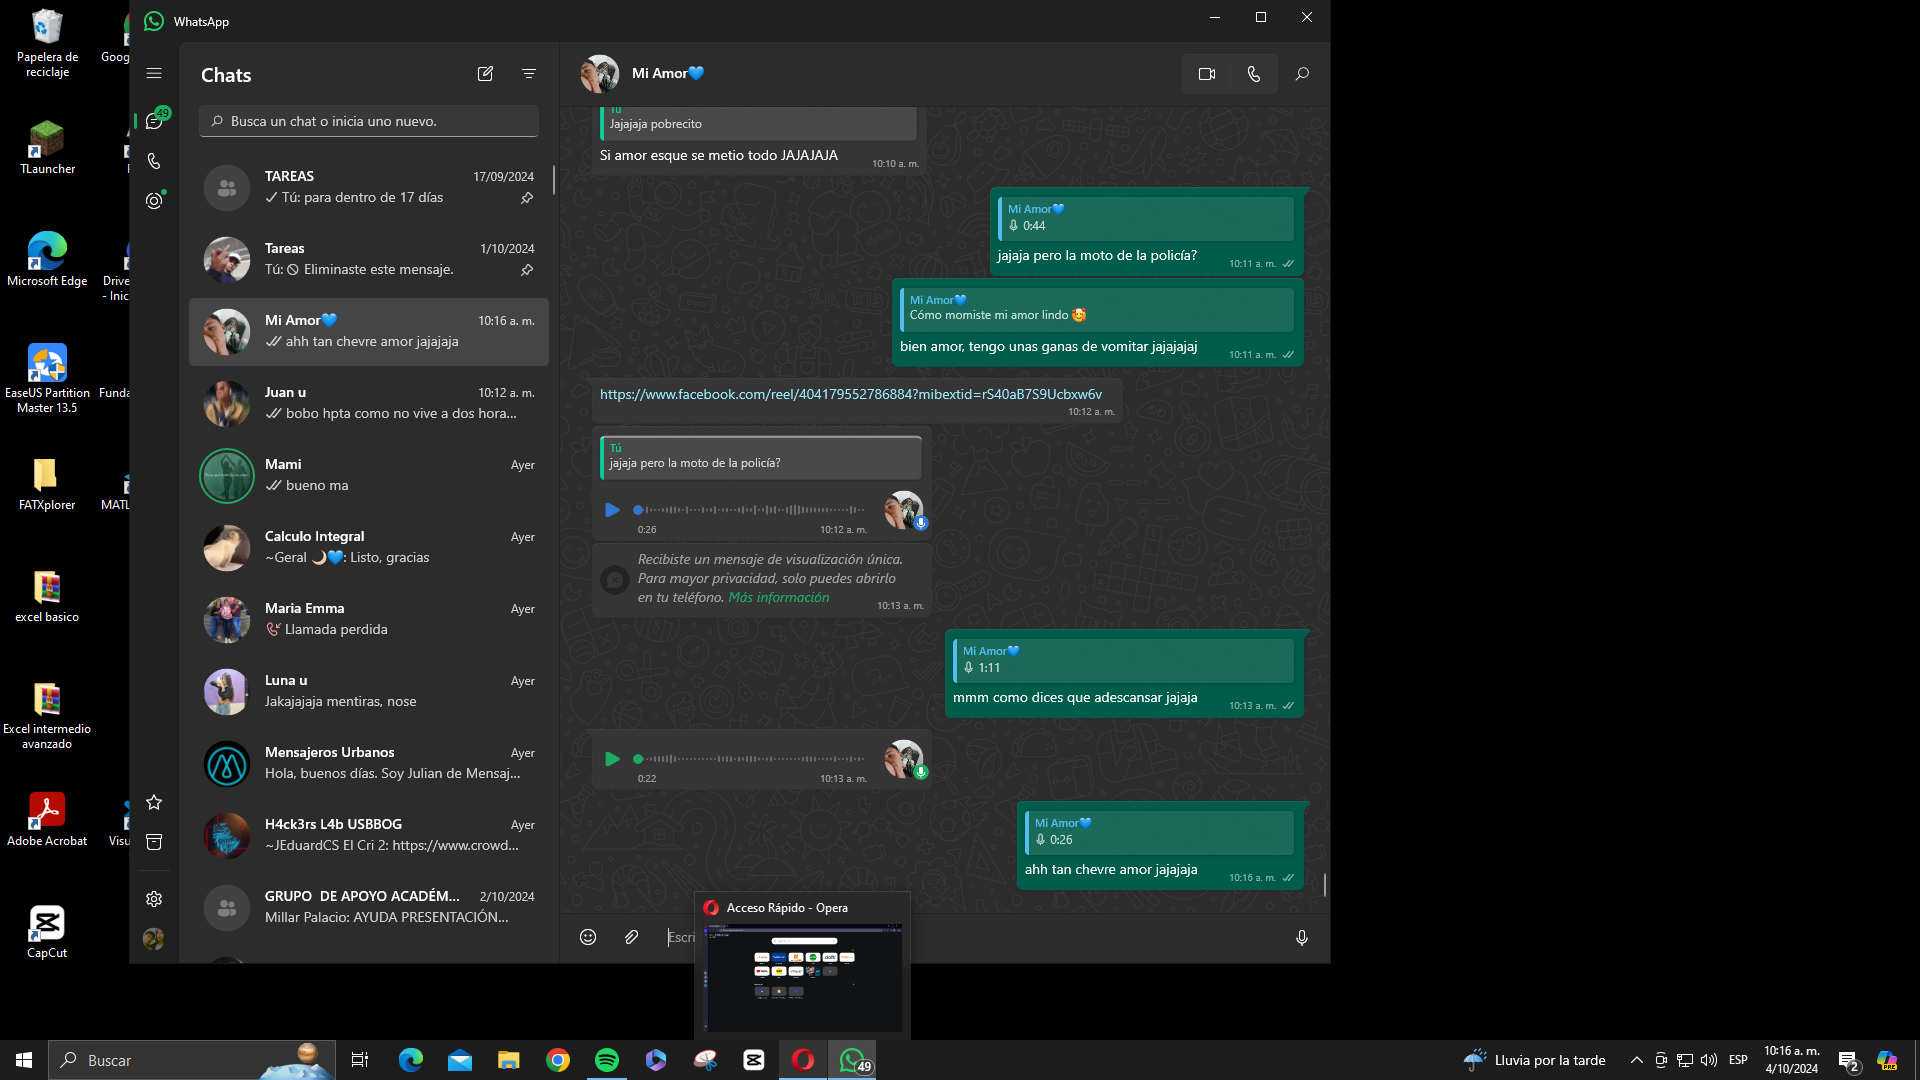 Papelera de
reciclaje
Goog
TLauncher
Microsoft Edge
Drive
- Inic
EaseUS Partition
Master 13.5
Funda
FATXplorer
MATL
excel basico
Excel intermedio
avanzado
Adobe Acrobat
Visu
CapCut
WhatsApp
49
Chats
Busca un chat o inicia uno nuevo.
TAREAS
17/09/2024
Tú: para dentro de 17 días
Tareas
1/10/2024
Tú: Eliminaste este mensaje.
Mi Amor💙
10:16 a. m.
ahh tan chevre amor jajajaja
Juan u
10:12 a. m.
bobo hpta como no vive a dos hora...
Mami
Ayer
bueno ma
Calculo Integral
Ayer
~Geral 🌙💙: Listo, gracias
Maria Emma
Ayer
Llamada perdida
Luna u
Ayer
Jakajajaja mentiras, nose
Mensajeros Urbanos
Ayer
Hola, buenos días. Soy Julian de Mensaj...
H4ck3rs L4b USBBOG
Ayer
~JEduardCS El Cri 2: https://www.crowd...
GRUPO DE APOYO ACADÉM...
2/10/2024
Millar Palacio: AYUDA PRESENTACIÓN...
Mi Amor💙
Tú
Jajajaja pobrecito
Si amor esque se metio todo JAJAJAJA
10:10 a. m.
Mi Amor💙
0:44
jajaja pero la moto de la policía?
10:11 a. m.
Mi Amor💙
Cómo momiste mi amor lindo 🥰
bien amor, tengo unas ganas de vomitar jajajajaj
10:11 a. m.
https://www.facebook.com/reel/404179552786884?mibextid=rS40aB7S9Ucbxw6v
10:12 a. m.
Tú
jajaja pero la moto de la policía?
0:26
10:12 a. m.
Recibiste un mensaje de visualización única.
Para mayor privacidad, solo puedes abrirlo
en tu teléfono. Más información
10:13 a. m.
Mi Amor💙
1:11
mmm como dices que adescansar jajaja
10:13 a. m.
0:22
10:13 a. m.
Mi Amor💙
0:26
ahh tan chevre amor jajajaja
10:16 a. m.
Escri
Acceso Rápido - Opera
Buscar
49
Lluvia por la tarde
ESP
10:16 a. m.
4/10/2024
2
PRE